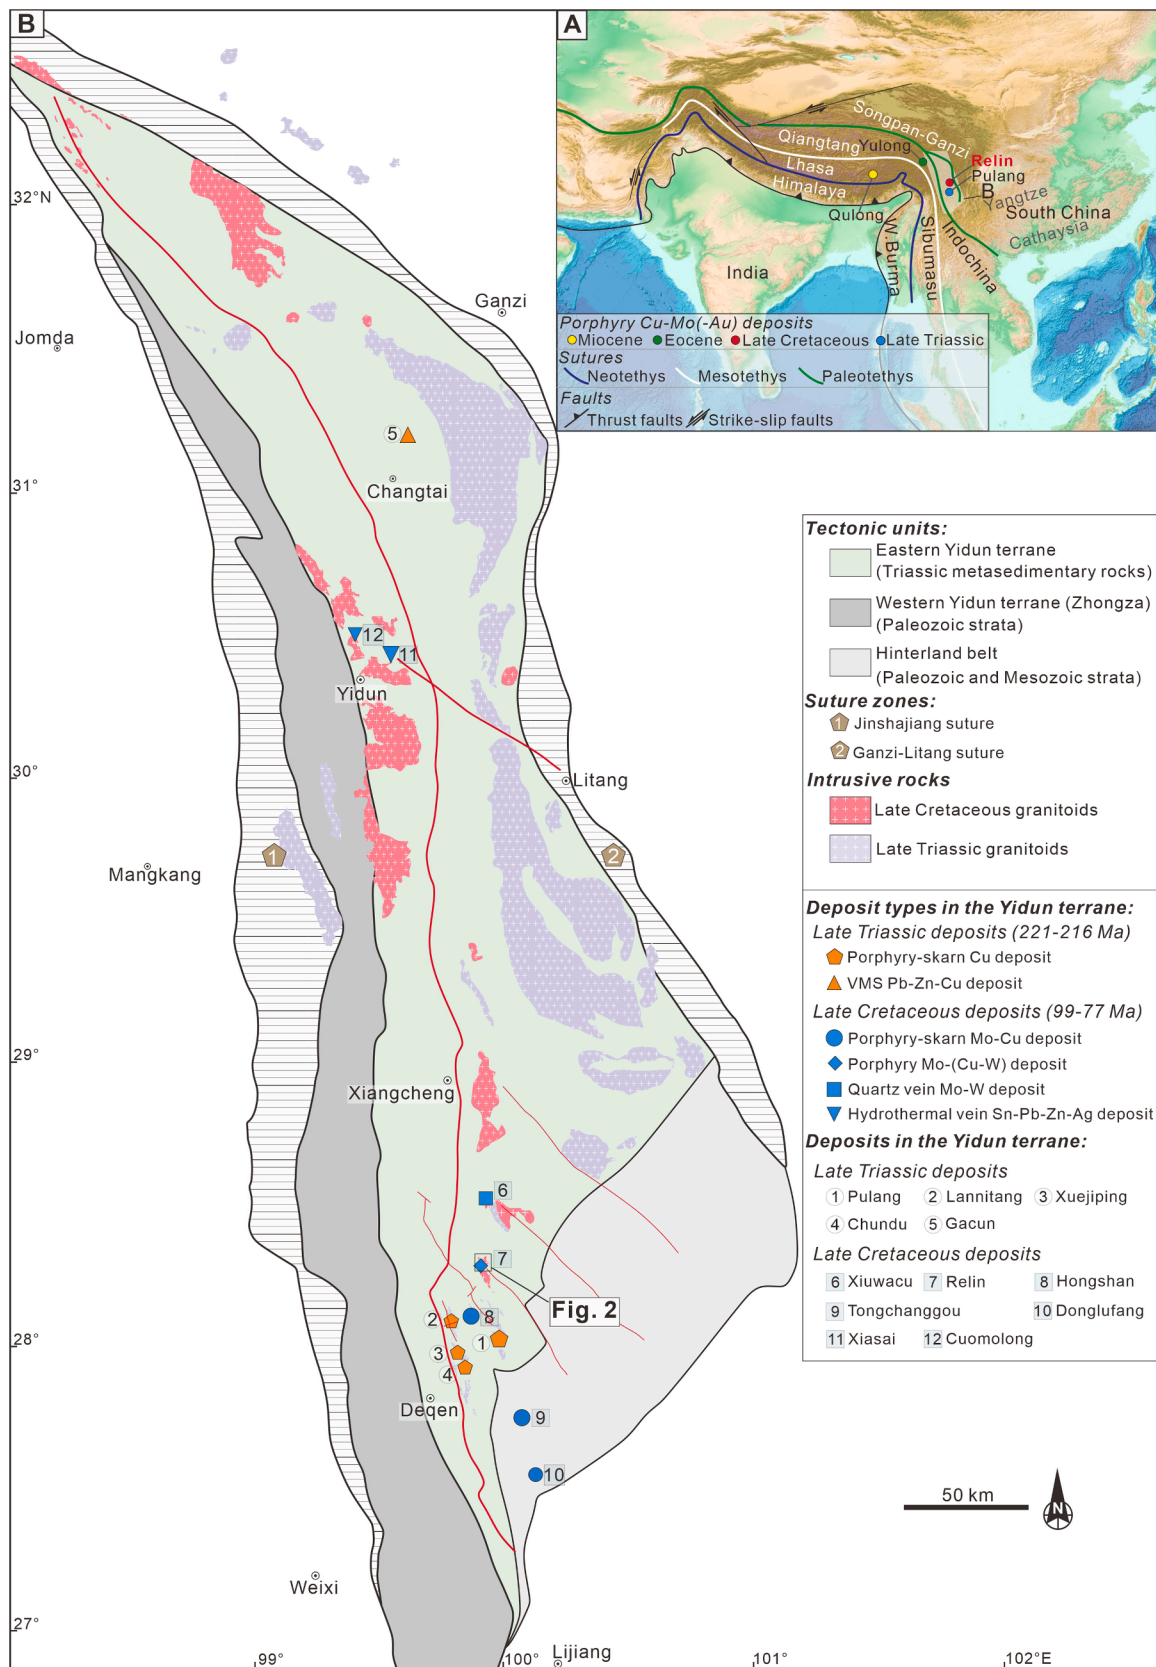 B
A
Songpan-Ganzi
Qiangtang
Yulong
Lhasa
Himalaya
Relin
Pulang
B
Yangtze
South China
Cathaysia
Qulong
W.Burma
Sibumasu
Indochina
India
Porphyry Cu-Mo(-Au) deposits
Miocene Eocene Late Cretaceous Late Triassic
Sutures
Neotethys Mesotethys Paleotethys
Faults
Thrust faults Strike-slip faults
32°N
Ganzi
Jomda
5
31°
Changtai
12
11
Yidun
30°
Litang
1
2
Mangkang
29°
Xiangcheng
6
7
Fig. 2
2
8
1
28°
3
4
Deqen
9
10
50 km
N
Weixi
27°
Lijiang
99°
100°
101°
102°E
Tectonic units:
Eastern Yidun terrane
(Triassic metasedimentary rocks)
Western Yidun terrane (Zhongza)
(Paleozoic strata)
Hinterland belt
(Paleozoic and Mesozoic strata)
Suture zones:
1 Jinshajiang suture
2 Ganzi-Litang suture
Intrusive rocks
Late Cretaceous granitoids
Late Triassic granitoids
Deposit types in the Yidun terrane:
Late Triassic deposits (221-216 Ma)
Porphyry-skarn Cu deposit
VMS Pb-Zn-Cu deposit
Late Cretaceous deposits (99-77 Ma)
Porphyry-skarn Mo-Cu deposit
Porphyry Mo-(Cu-W) deposit
Quartz vein Mo-W deposit
Hydrothermal vein Sn-Pb-Zn-Ag deposit
Deposits in the Yidun terrane:
Late Triassic deposits
1 Pulang 2 Lannitang 3 Xuejiping
4 Chundu 5 Gacun
Late Cretaceous deposits
6 Xiuwacu 7 Relin 8 Hongshan
9 Tongchanggou 10 Donglufang
11 Xiasai 12 Cuomolong